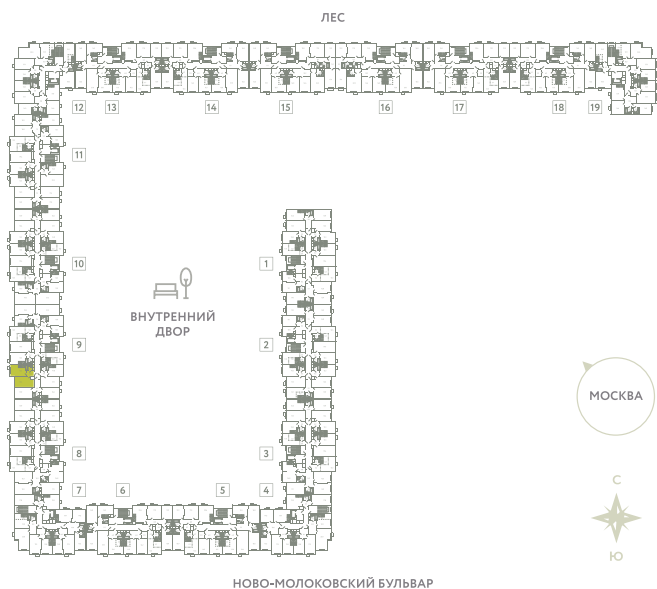 ЛЕС
12 13 14 15 16 17 18 19
11
10 1
ВНУТРЕННИЙ
ДВОР
9 2
МОСКВА
8 3
7 6 5 4
С
Ю
НОВО-МОЛОКОВСКИЙ БУЛЬВАР